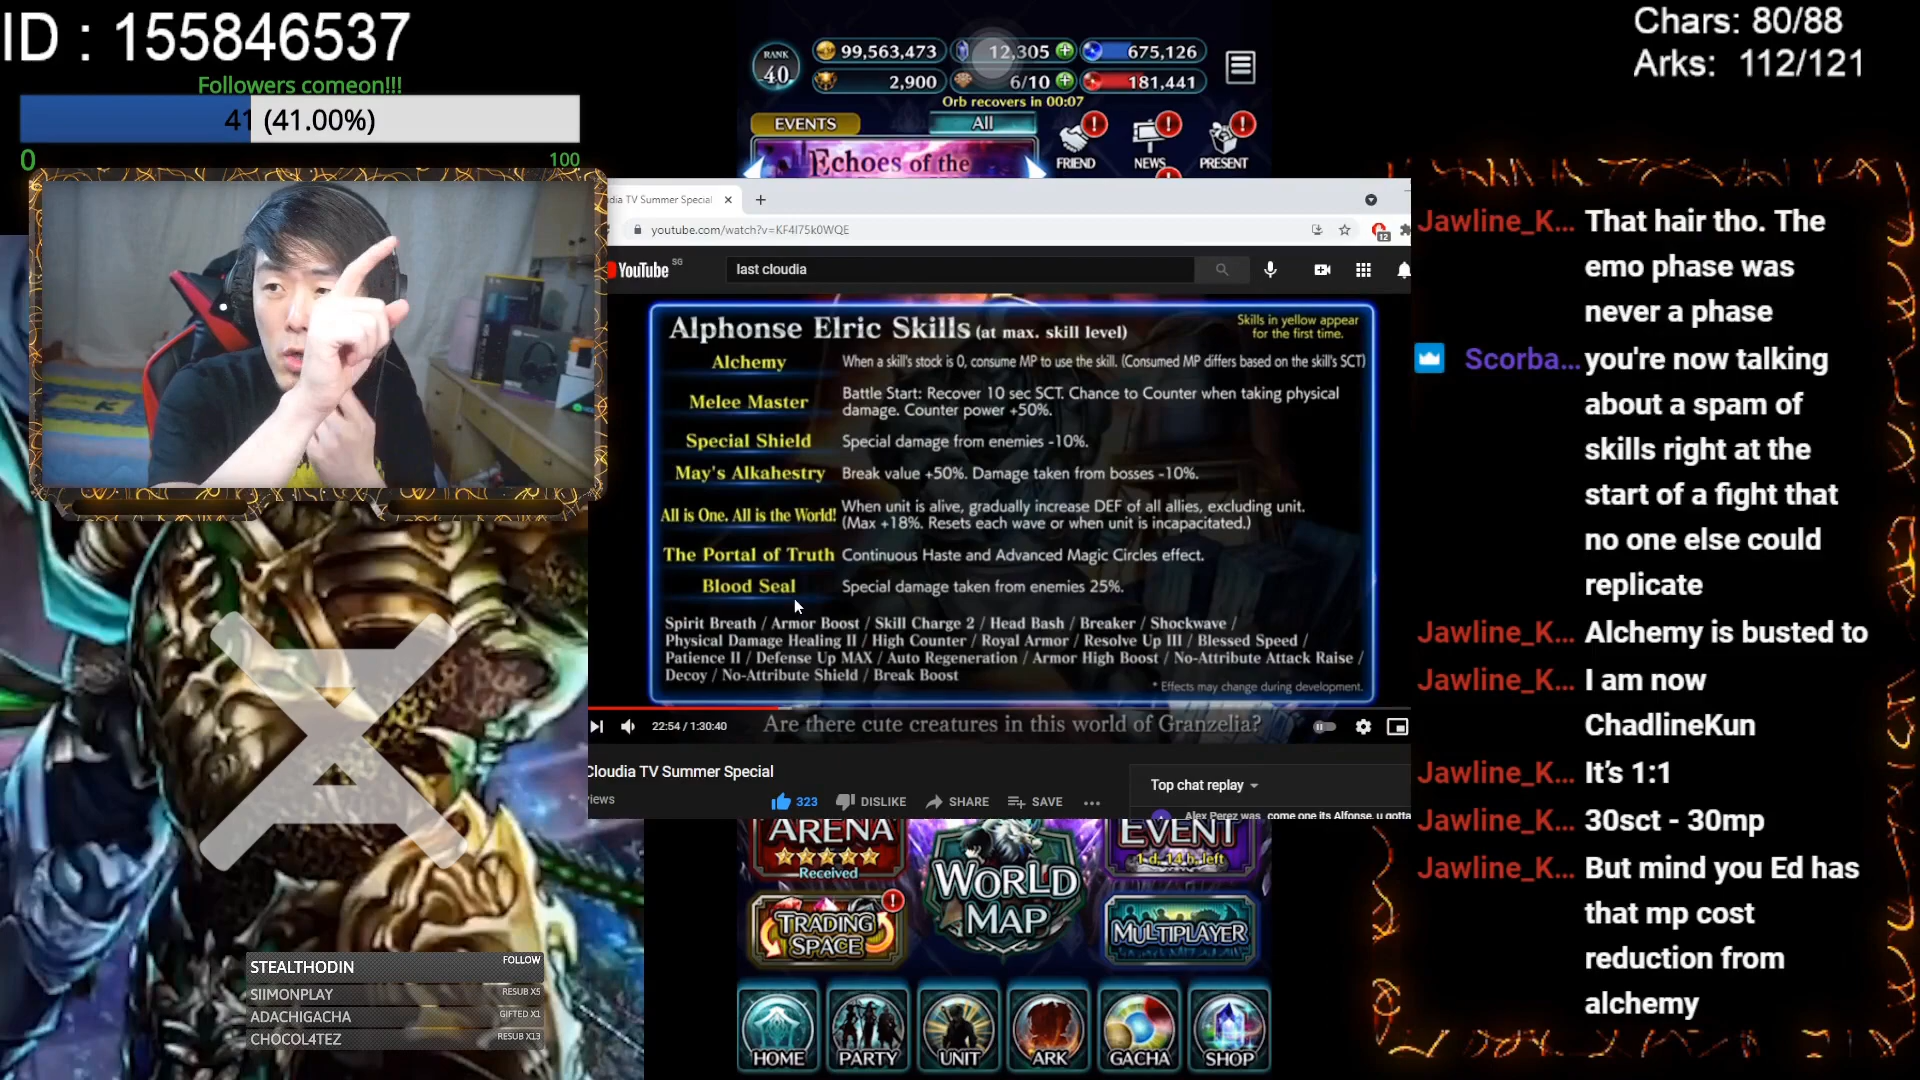 ID : 155846537
Followers comeon!!!
41 (41.00%)
0
100
RANK
40
99,563,473
12,305
675,126
2,900
6/10
181,441
Orb recovers in 00:07
EVENTS
All
Echoes of the
FRIEND
NEWS
PRESENT
Chars: 80/88
Arks: 112/121
dia TV Summer Special
youtube.com/watch?v=KF4I75k0WQE
12
YouTube SG
last cloudia
Alphonse Elric Skills (at max. skill level)
Skills in yellow appear
for the first time.
Alchemy
When a skill's stock is 0, consume MP to use the skill. (Consumed MP differs based on the skill's SCT)
Melee Master
Battle Start: Recover 10 sec SCT. Chance to Counter when taking physical
damage. Counter power +50%.
Special Shield
Special damage from enemies -10%.
May's Alkahestry
Break value +50%. Damage taken from bosses -10%.
All is One. All is the World!
When unit is alive, gradually increase DEF of all allies, excluding unit.
(Max +18%. Resets each wave or when unit is incapacitated.)
The Portal of Truth
Continuous Haste and Advanced Magic Circles effect.
Blood Seal
Special damage taken from enemies 25%.
Spirit Breath / Armor Boost / Skill Charge 2 / Head Bash / Breaker / Shockwave /
Physical Damage Healing II / High Counter / Royal Armor / Resolve Up III / Blessed Speed /
Patience II / Defense Up MAX / Auto Regeneration / Armor High Boost / No-Attribute Attack Raise /
Decoy / No-Attribute Shield / Break Boost
* Effects may change during development.
22:54 / 1:30:40
Are there cute creatures in this world of Granzelia?
Cloudia TV Summer Special
iews
323
DISLIKE
SHARE
SAVE
Top chat replay
Alex Perez was, come one its Alfonse, u gotta
ARENA
Received
WORLD
MAP
EVENT
1 d, 14 h left
TRADING
SPACE
MULTIPLAYER
HOME
PARTY
UNIT
ARK
GACHA
SHOP
STEALTHODIN
FOLLOW
SIIMONPLAY
RESUB X5
ADACHIGACHA
GIFTED X1
CHOCOL4TEZ
RESUB X13
Jawline_K... That hair tho. The
emo phase was
never a phase
Scorba... you're now talking
about a spam of
skills right at the
start of a fight that
no one else could
replicate
Jawline_K... Alchemy is busted to
Jawline_K... I am now
ChadlineKun
Jawline_K... It's 1:1
Jawline_K... 30sct - 30mp
Jawline_K... But mind you Ed has
that mp cost
reduction from
alchemy